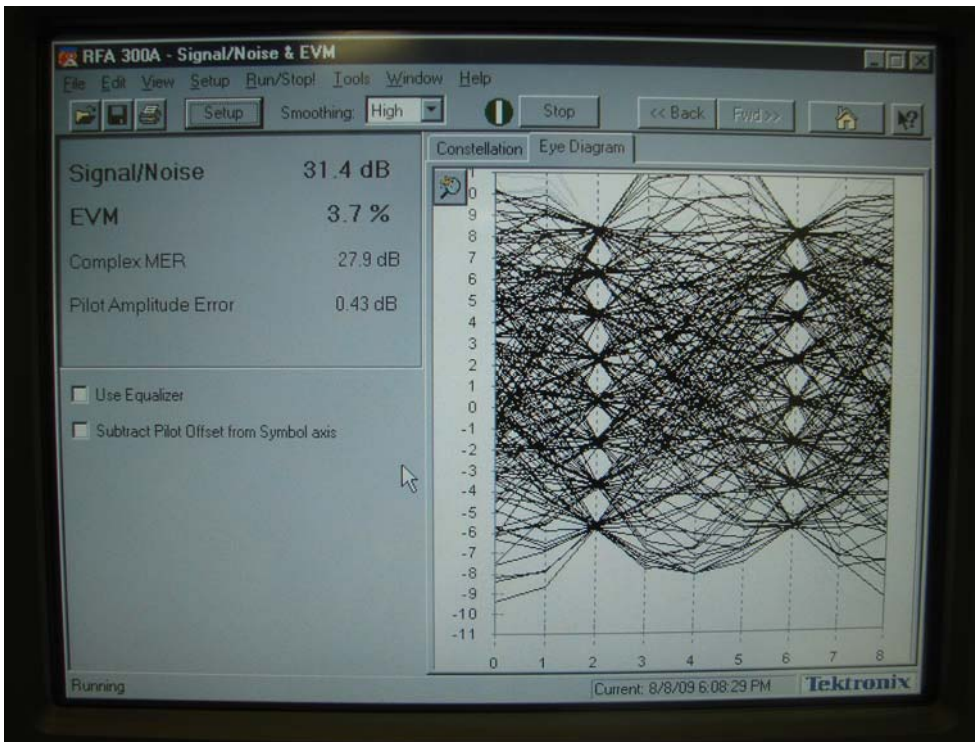 RFA 300A - Signal/Noise & EVM
File Edit View Setup Run/Stop! Tools Window Help
Setup Smoothing: High Stop << Back Fwd >>
Constellation Eye Diagram
Signal/Noise 31.4 dB
EVM 3.7 %
Complex MER 27.9 dB
Pilot Amplitude Error 0.43 dB
Use Equalizer
Subtract Pilot Offset from Symbol axis
9
8
7
6
5
4
3
2
1
0
-1
-2
-3
-4
-5
-6
-7
-8
-9
-10
-11
0 1 2 3 4 5 6 7 8
Running Current: 8/8/09 6:08:29 PM Tektronix